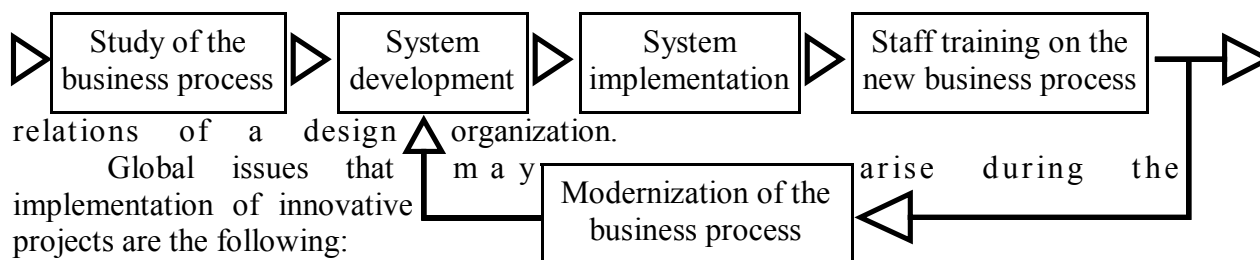 Study of the
business process
System
development
System
implementation
Staff training on the
new business process
relations of a design organization.
Global issues that may arise during the
implementation of innovative
projects are the following:
Modernization of the
business process